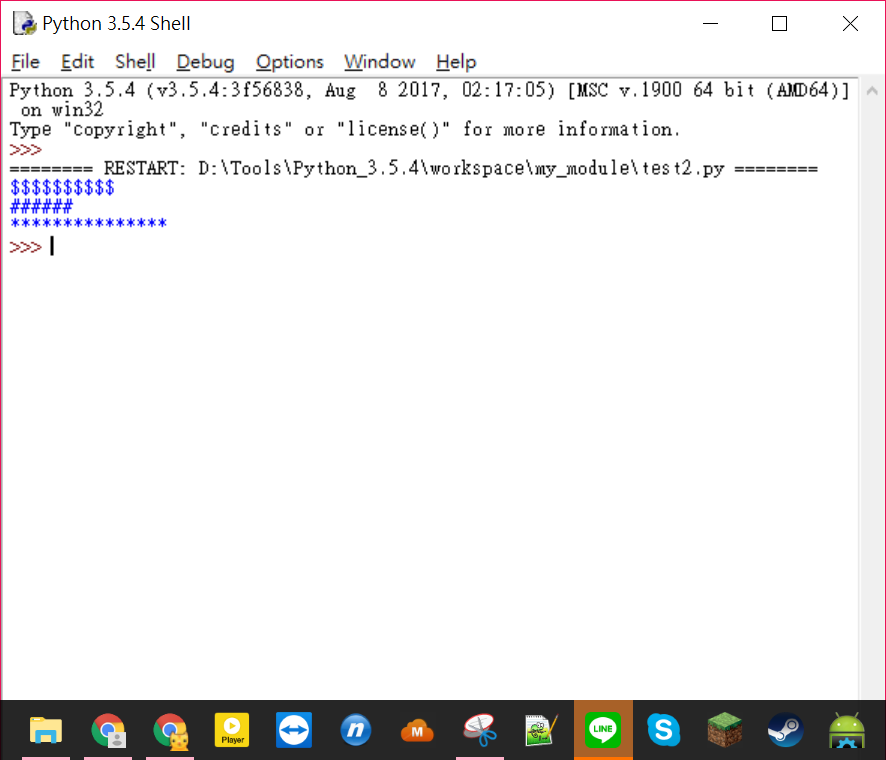 Python 3.5.4 Shell
File Edit Shell Debug Options Window Help
Python 3.5.4 (v3.5.4:3f56838, Aug  8 2017, 02:17:05) [MSC v.1900 64 bit (AMD64)]
 on win32
Type "copyright", "credits" or "license()" for more information.
>>>
======== RESTART: D:\Tools\Python_3.5.4\workspace\my_module\test2.py ========
$$$$$$$$$$
######
***************
>>>
Player
n
M
LINE
S